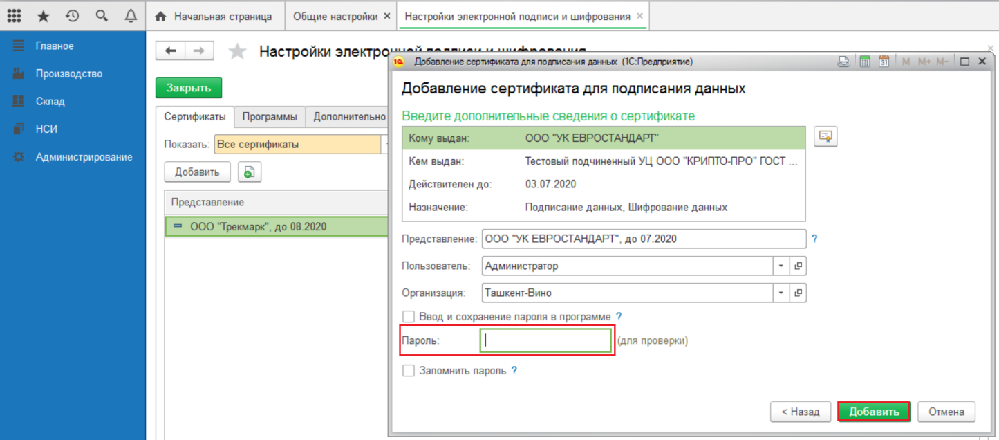 Начальная страница
Общие настройки ×
Настройки электронной подписи и шифрования ×
Главное
Производство
Склад
НСИ
Администрирование
Настройки электронной подписи и шифрования
Закрыть
Сертификаты
Программы
Дополнительно
Показать: Все сертификаты
Добавить
Представление
ООО "Трекмарк", до 08.2020
1С Добавление сертификата для подписания данных (1С:Предприятие)
31 M M+ M-
Добавление сертификата для подписания данных
Введите дополнительные сведения о сертификате
Кому выдан: ООО "УК ЕВРОСТАНДАРТ"
Кем выдан: Тестовый подчиненный УЦ ООО "КРИПТО-ПРО" ГОСТ ...
Действителен до: 03.07.2020
Назначение: Подписание данных, Шифрование данных
Представление: ООО "УК ЕВРОСТАНДАРТ", до 07.2020 ?
Пользователь: Администратор
Организация: Ташкент-Вино
Ввод и сохранение пароля в программе ?
Пароль: (для проверки)
Запомнить пароль ?
< Назад
Добавить
Отмена